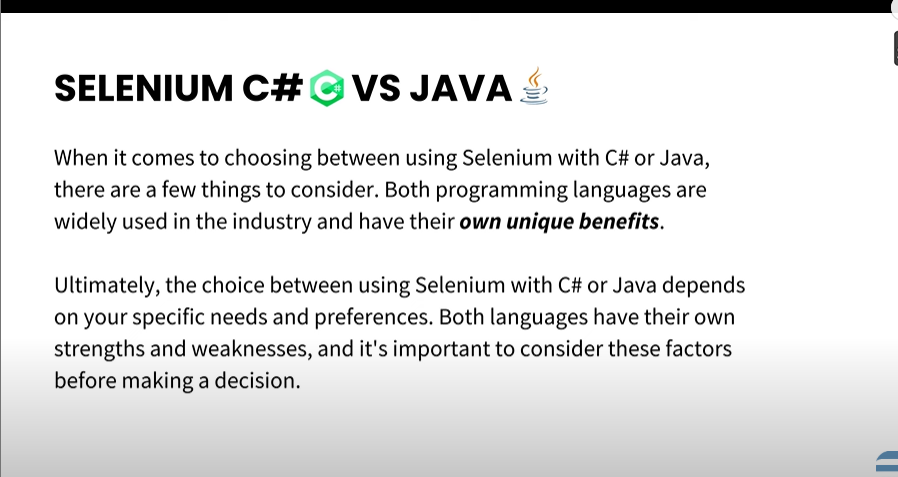 SELENIUM C# VS JAVA
When it comes to choosing between using Selenium with C# or Java,
there are a few things to consider. Both programming languages are
widely used in the industry and have their own unique benefits.
Ultimately, the choice between using Selenium with C# or Java depends
on your specific needs and preferences. Both languages have their own
strengths and weaknesses, and it's important to consider these factors
before making a decision.